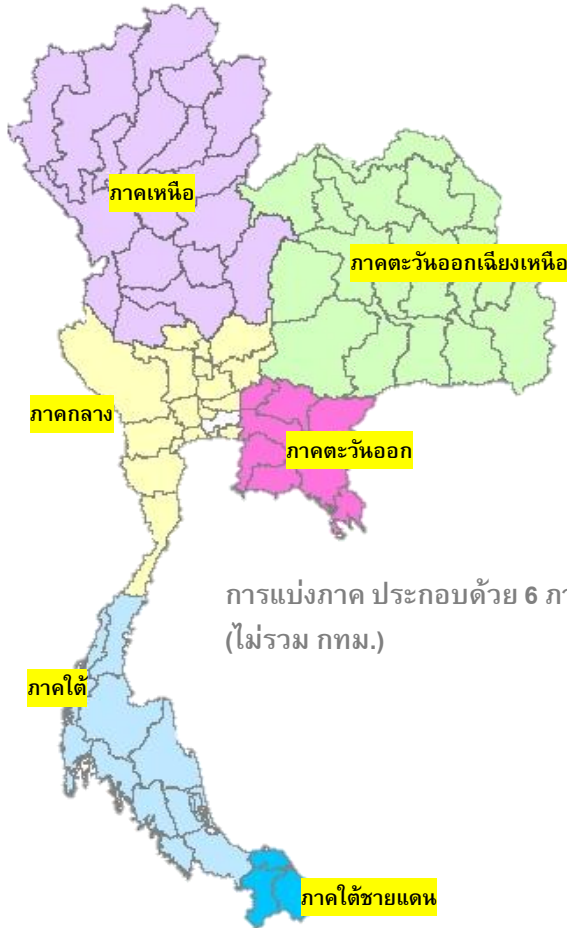 ภาคเหนือ
ภาคตะวันออกเฉียงเหนือ
ภาคกลาง
ภาคตะวันออก
การแบ่งภาค ประกอบด้วย 6 ภา
(ไม่รวม กทม.)
ภาคใต้
ภาคใต้ชายแดน